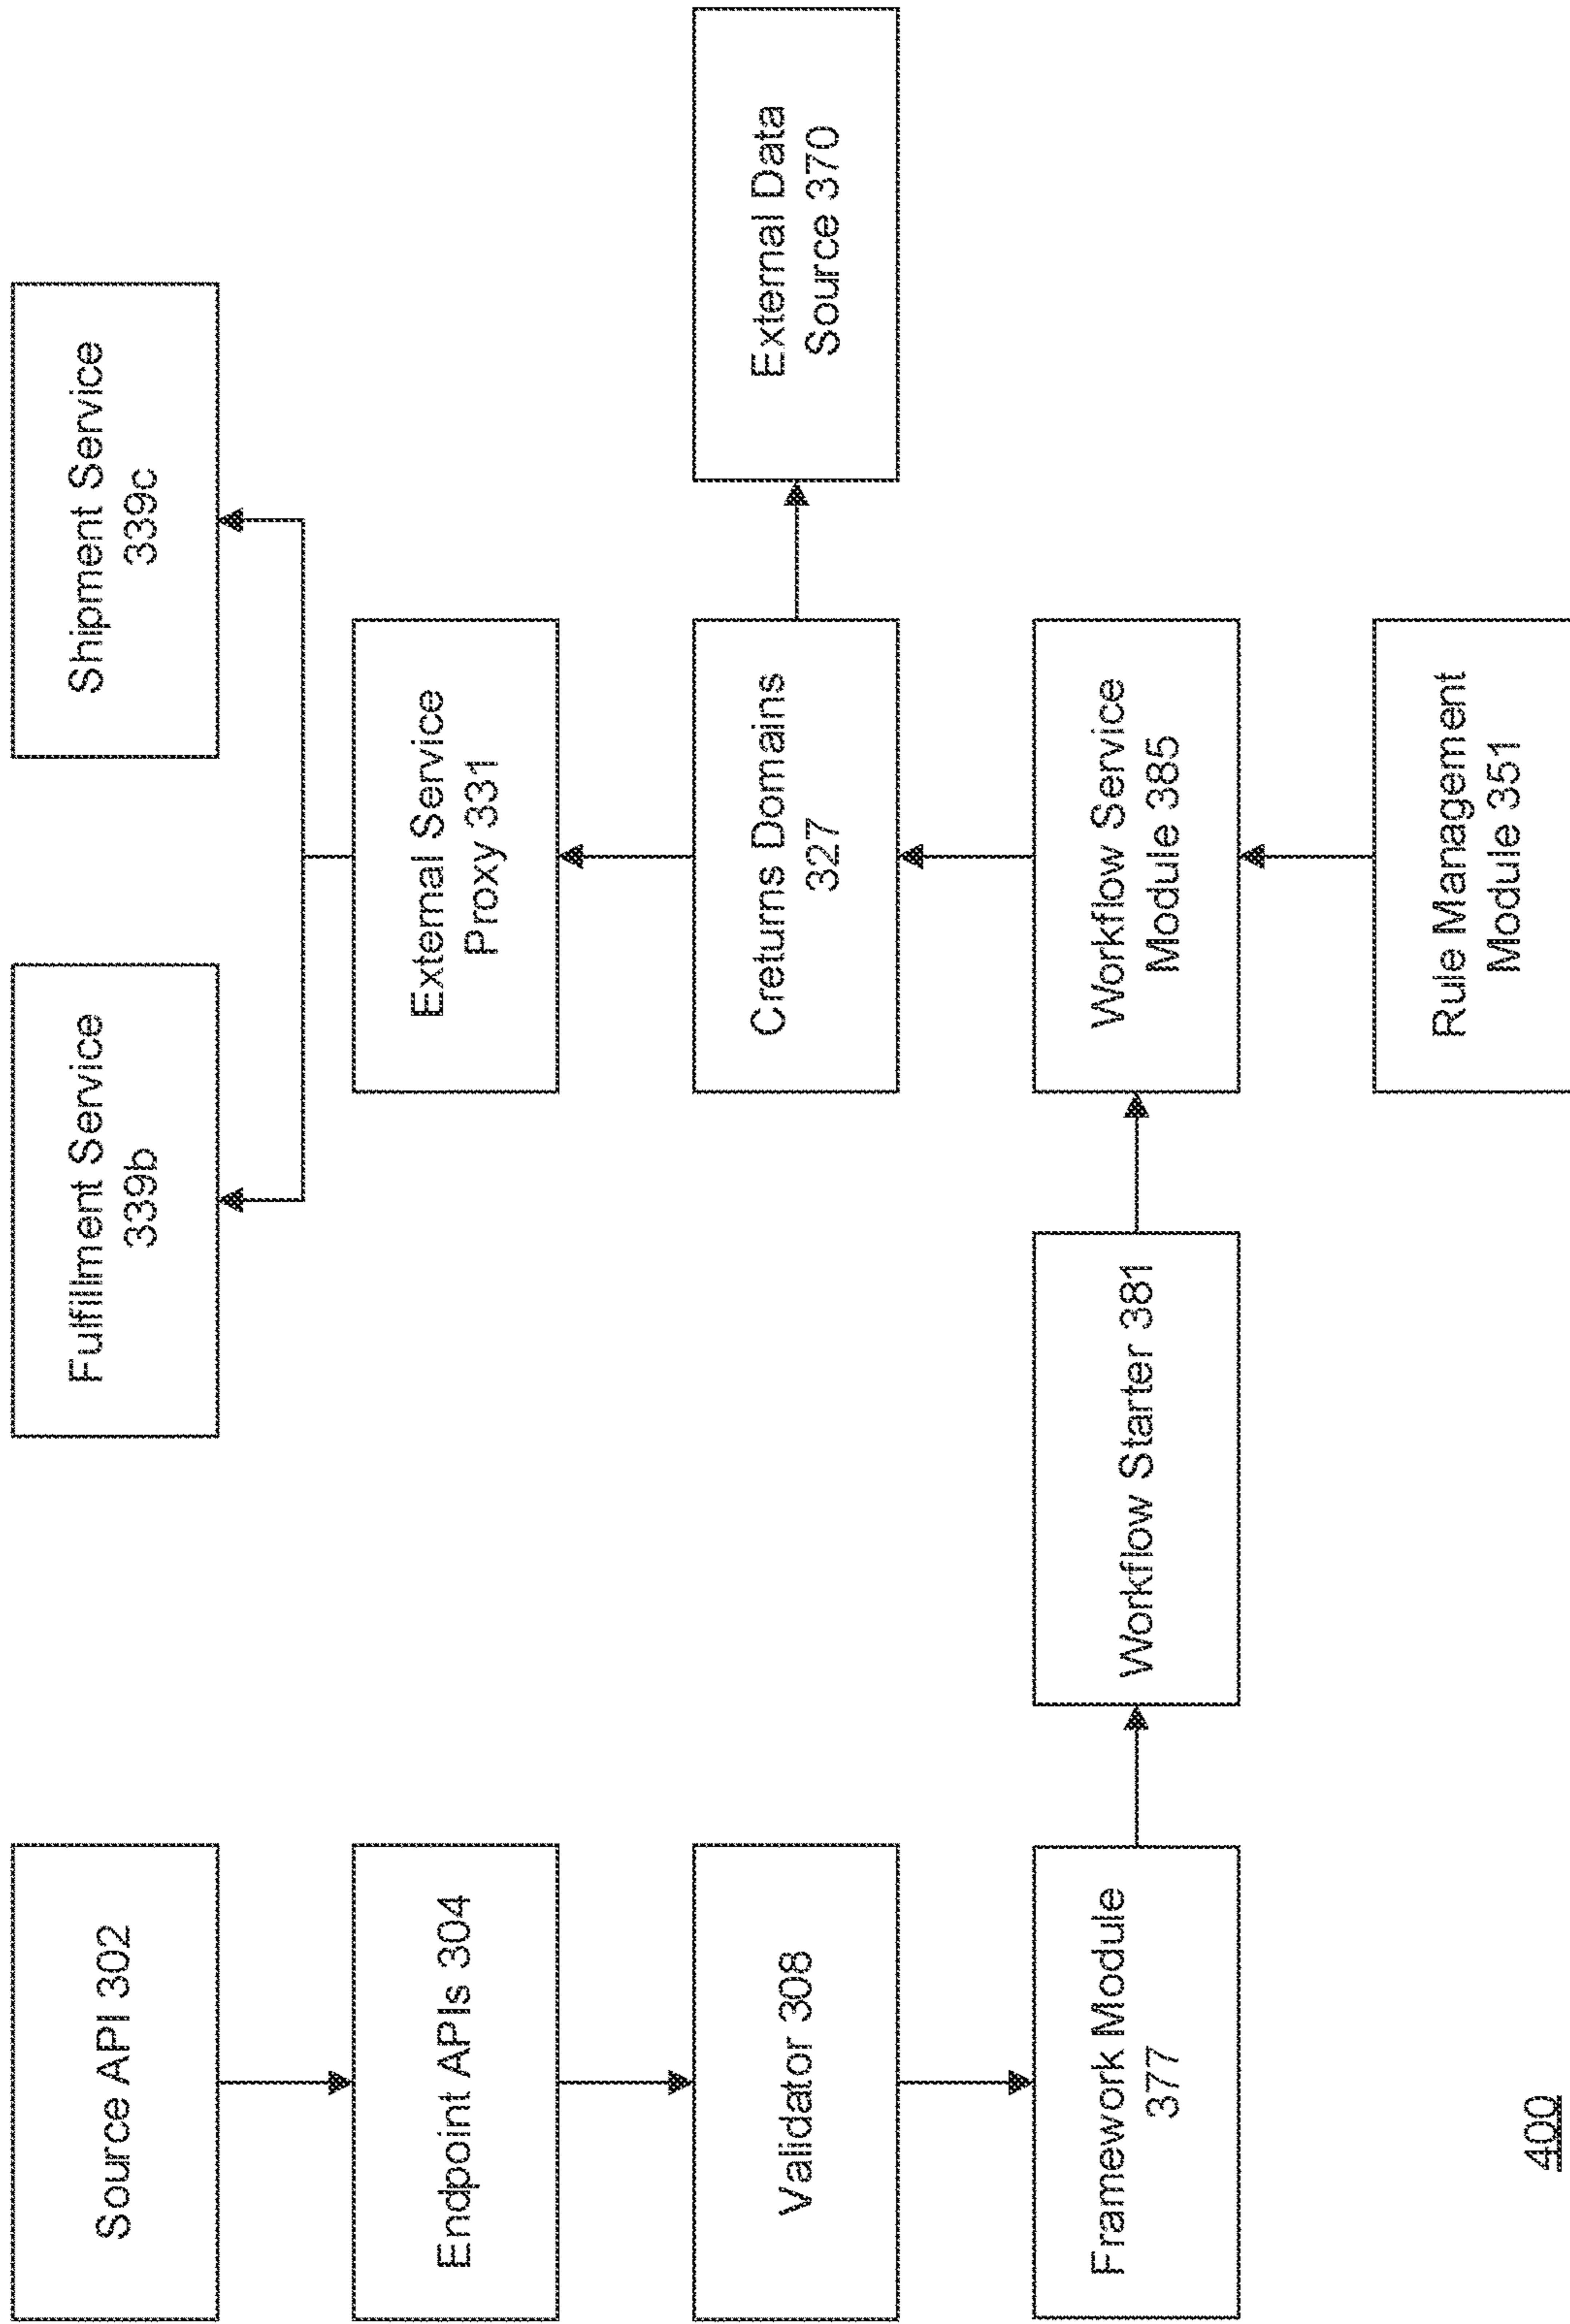 Source API 302
Endpoint APIs 304
Validator 308
Framework Module
377
Workflow Starter 381
Fulfillment Service
339b
Shipment Service
339c
External Service
Proxy 331
Creturns Domains
327
Workflow Service
Module 385
Rule Management
Module 351
External Data
Source 370
400